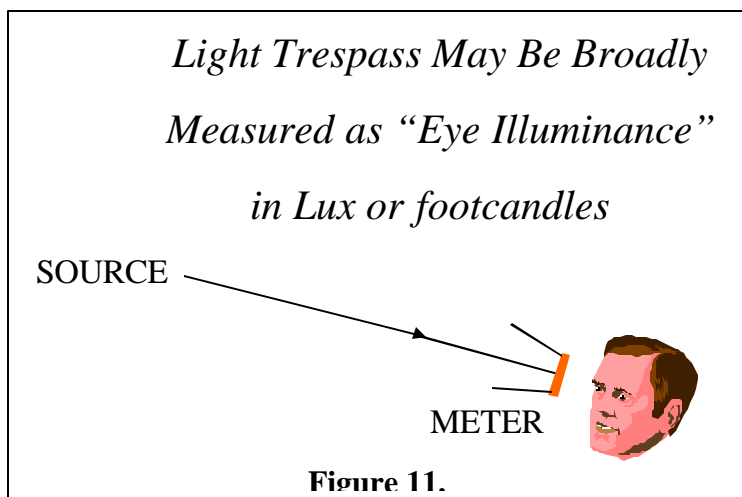 Light Trespass May Be Broadly
Measured as “Eye Illuminance”
in Lux or footcandles
SOURCE
METER
Figure 11.